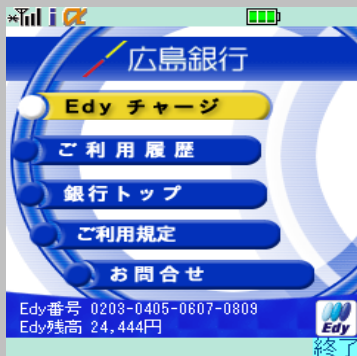 i α
広島銀行
Edy チャージ
ご利用履歴
銀行トップ
ご利用規定
お問合せ
Edy番号 0203-0405-0607-0809
Edy残高 24,444円
Edy
終了